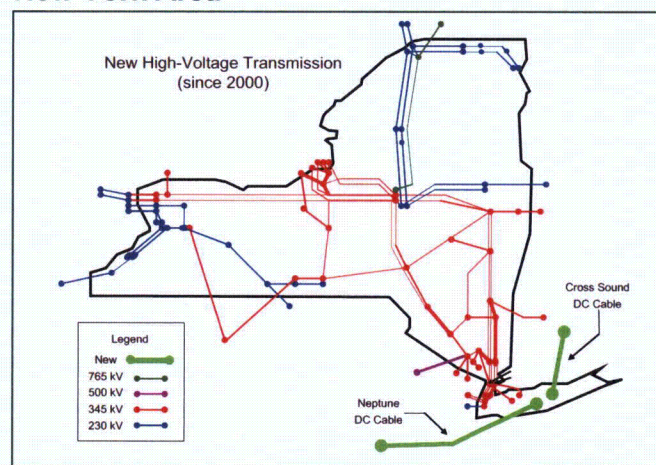 New High-Voltage Transmission
(since 2000)
Cross Sound
DC Cable
Legend
New
765 kV
500 kV
345 kV
230 kV
Neptune
DC Cable